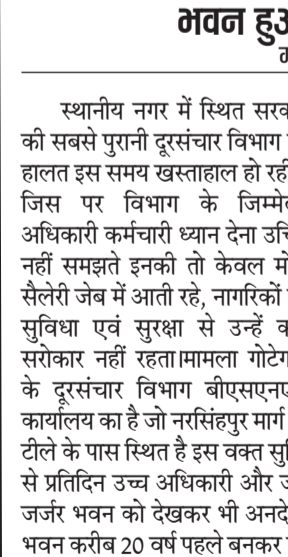 भवन हुअ
स्थानीय नगर में स्थित सरक
की सबसे पुरानी दूरसंचार विभाग
हालत इस समय खस्ताहाल हो रही
जिस पर विभाग के जिम्मे
अधिकारी कर्मचारी ध्यान देना उचि
नहीं समझते इनकी तो केवल मो
सैलेरी जेब में आती रहे, नागरिकों
सुविधा एवं सुरक्षा से उन्हें क
सरोकार नहीं रहता।मामला गोटेग
के दूरसंचार विभाग बीएसएनए
कार्यालय का है जो नरसिंहपुर मार्ग
टीले के पास स्थित है इस वक्त सु
से प्रतिदिन उच्च अधिकारी और ज
जर्जर भवन को देखकर भी अनदे
भवन करीब 20 वर्ष पहले बनकर